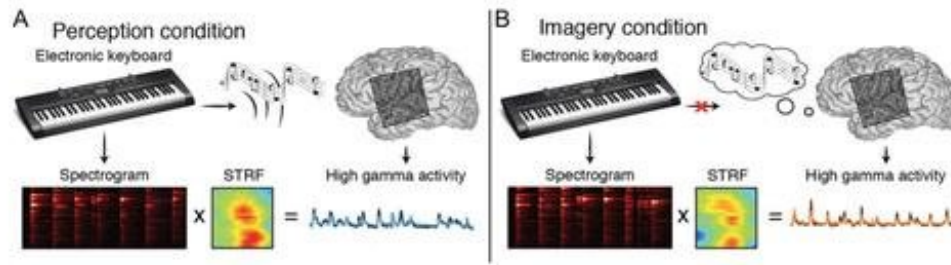 A
Perception condition
Electronic keyboard
Spectrogram
STRF
High gamma activity
x
=
B
Imagery condition
Electronic keyboard
x
Spectrogram
STRF
High gamma activity
x
=